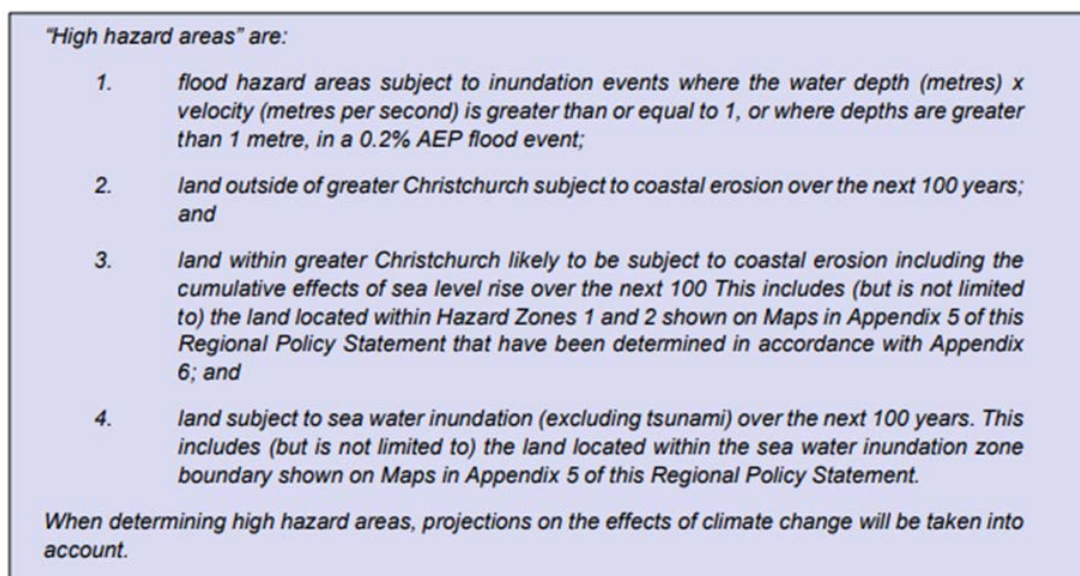 “High hazard areas” are:
1. flood hazard areas subject to inundation events where the water depth (metres) x
velocity (metres per second) is greater than or equal to 1, or where depths are greater
than 1 metre, in a 0.2% AEP flood event;
2. land outside of greater Christchurch subject to coastal erosion over the next 100 years;
and
3. land within greater Christchurch likely to be subject to coastal erosion including the
cumulative effects of sea level rise over the next 100 This includes (but is not limited
to) the land located within Hazard Zones 1 and 2 shown on Maps in Appendix 5 of this
Regional Policy Statement that have been determined in accordance with Appendix
6; and
4. land subject to sea water inundation (excluding tsunami) over the next 100 years. This
includes (but is not limited to) the land located within the sea water inundation zone
boundary shown on Maps in Appendix 5 of this Regional Policy Statement.
When determining high hazard areas, projections on the effects of climate change will be taken into
account.